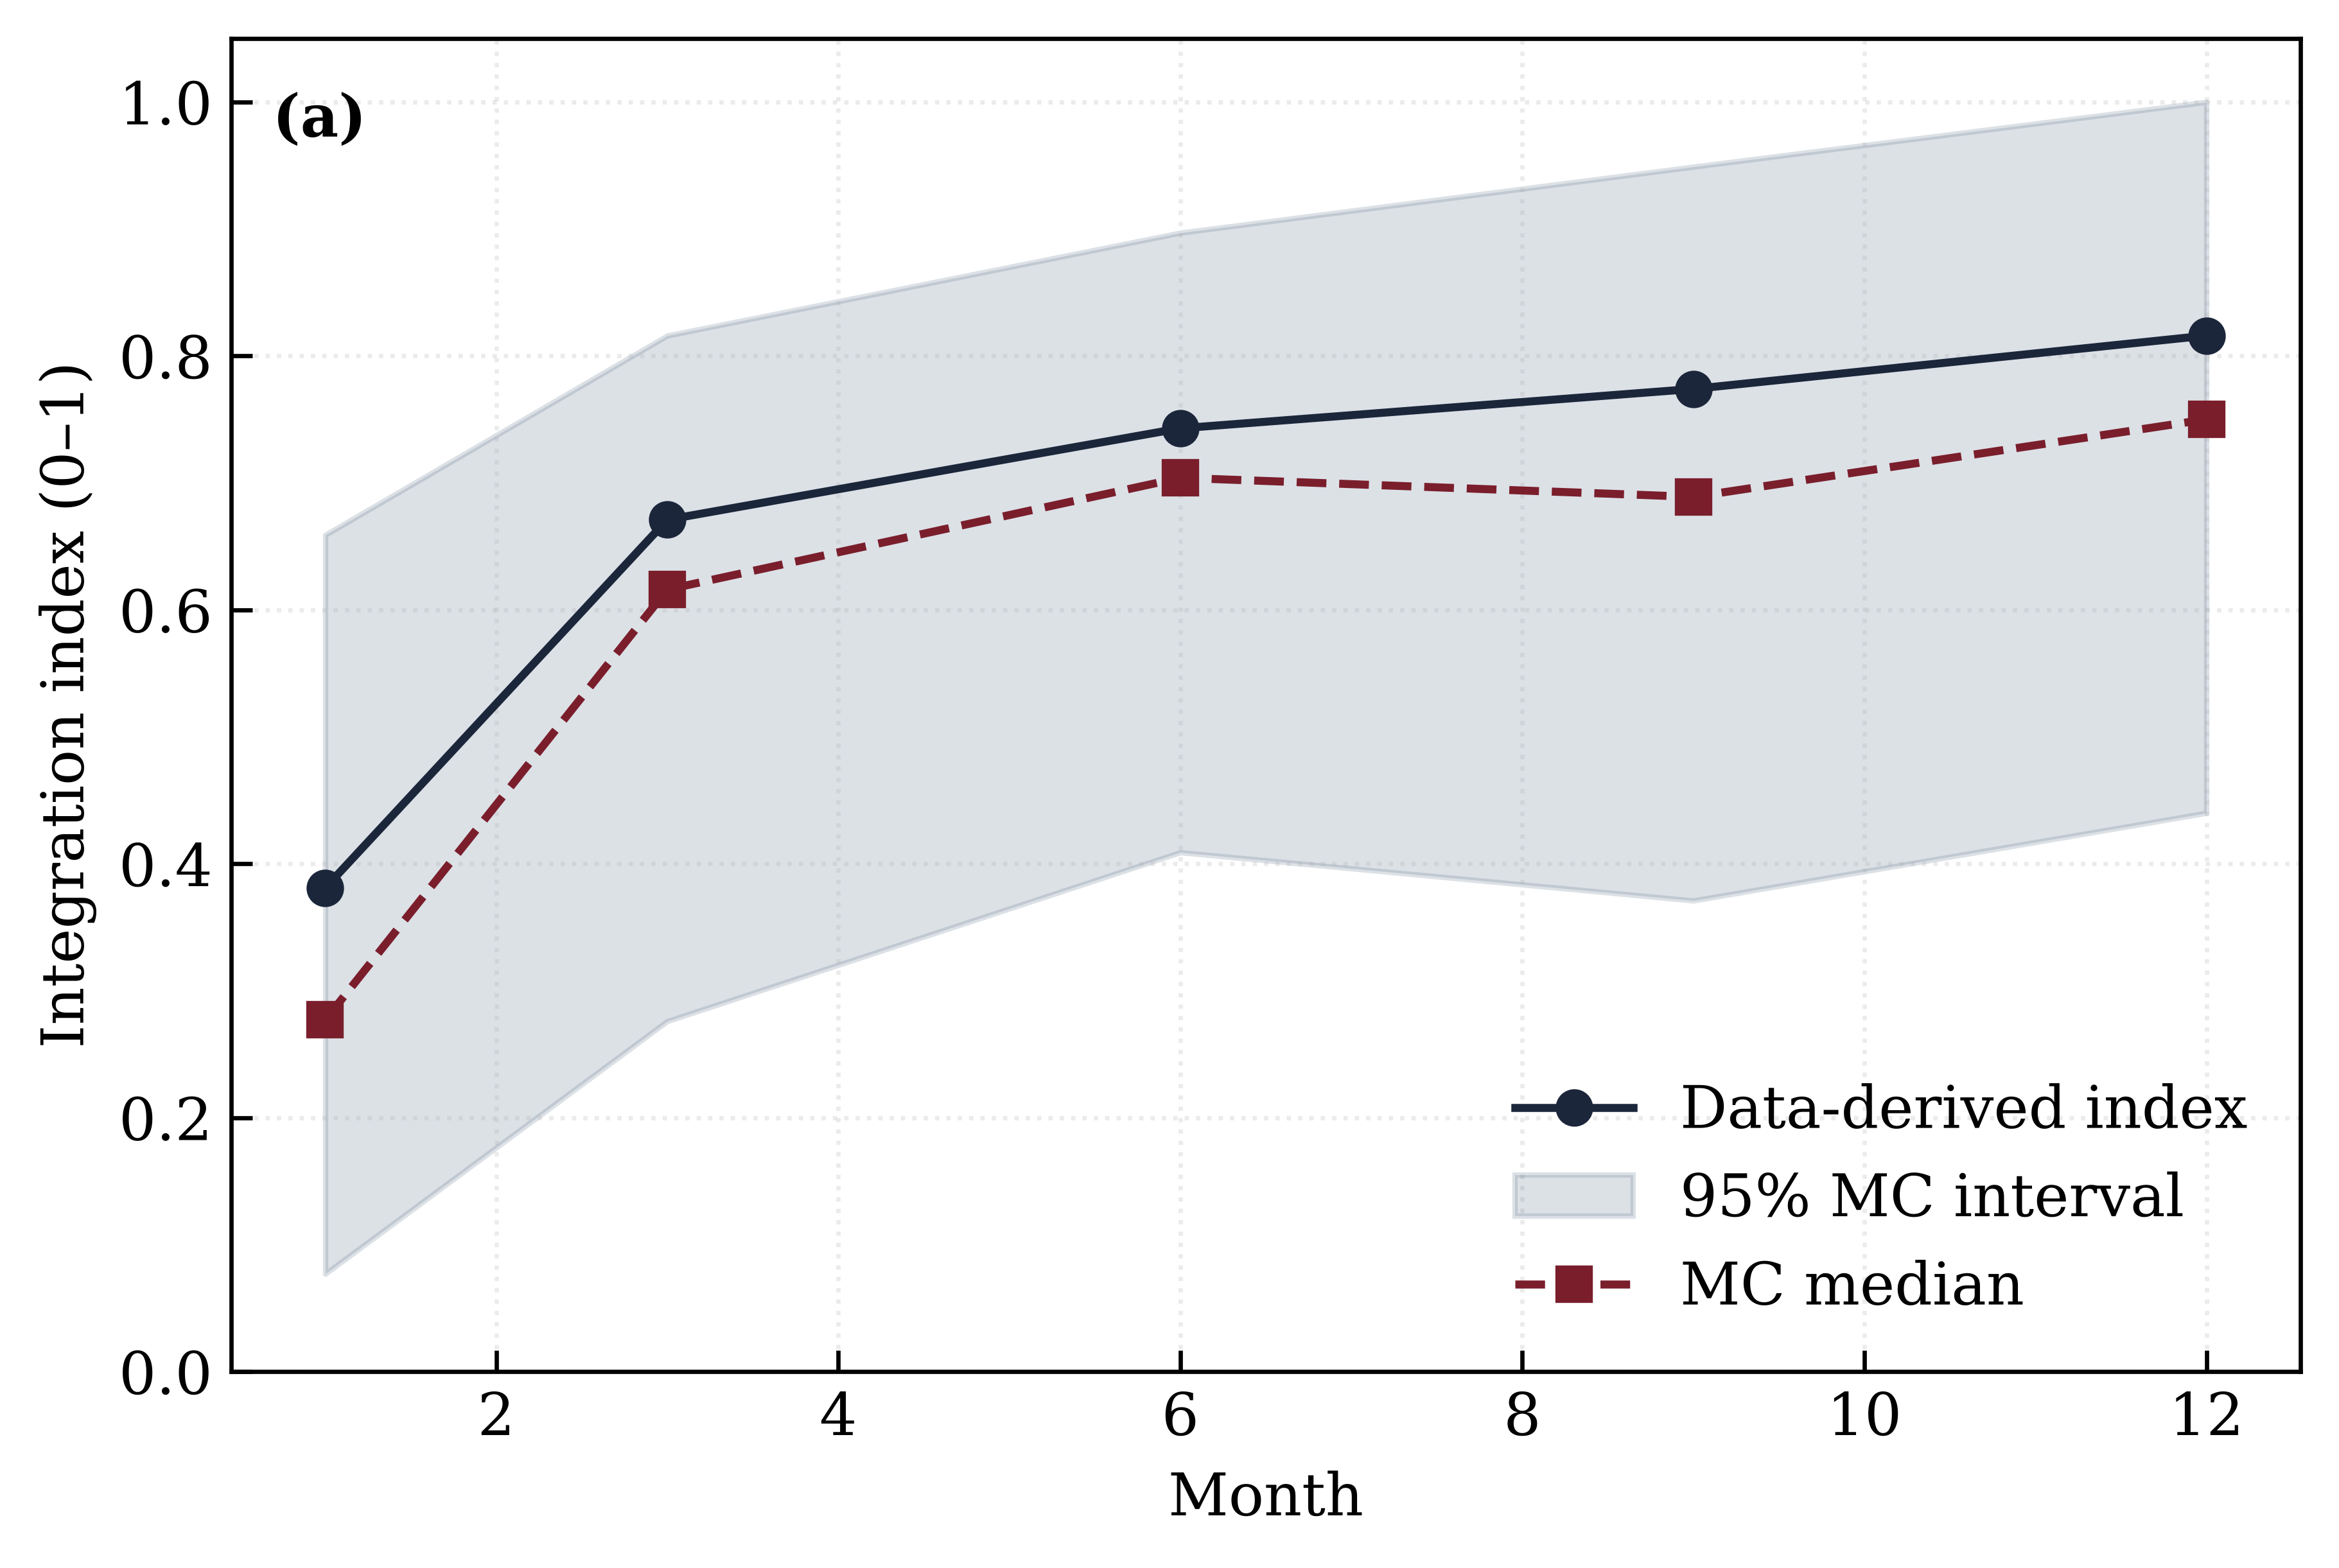 (a)
1.0
0.8
0.6
0.4
0.2
0.0
Integration index (0–1)
Data-derived index
95% MC interval
MC median
2 4 6 8 10 12
Month